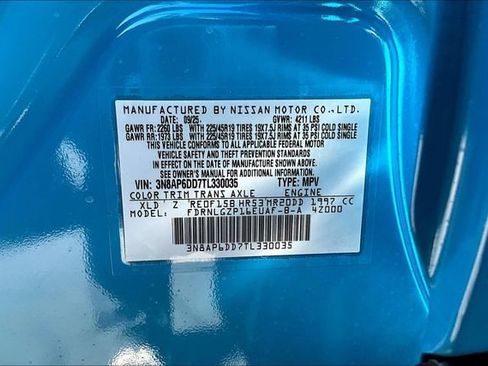 MANUFACTURED BY NISSAN MOTOR CO., LTD.
DATE: 09/25 GVWR: 4211 LBS
GAWR FR: 2260 LBS WITH 225/45R19 TIRES 19X7.5J RIMS AT 35 PSI COLD SINGLE
GAWR RR: 1973 LBS WITH 225/45R19 TIRES 19X7.5J RIMS AT 35 PSI COLD SINGLE
THIS VEHICLE CONFORMS TO ALL APPLICABLE FEDERAL MOTOR
VEHICLE SAFETY AND THEFT PREVENTION STANDARDS
IN EFFECT ON THE DATE OF MANUFACTURE SHOWN ABOVE.
SEE OWNER'S MANUAL FOR ADDITIONAL INFORMATION.
VIN: 3N8AP6DD7TL330035 TYPE: MPV
COLOR TRIM TRANS AXLE ENGINE
XLD Z RE0F15B HR53 MR20DD 1997 CC
MODEL: FDRNLGZP16EUAF-B-A 4Z000
3N8AP6DD7TL330035